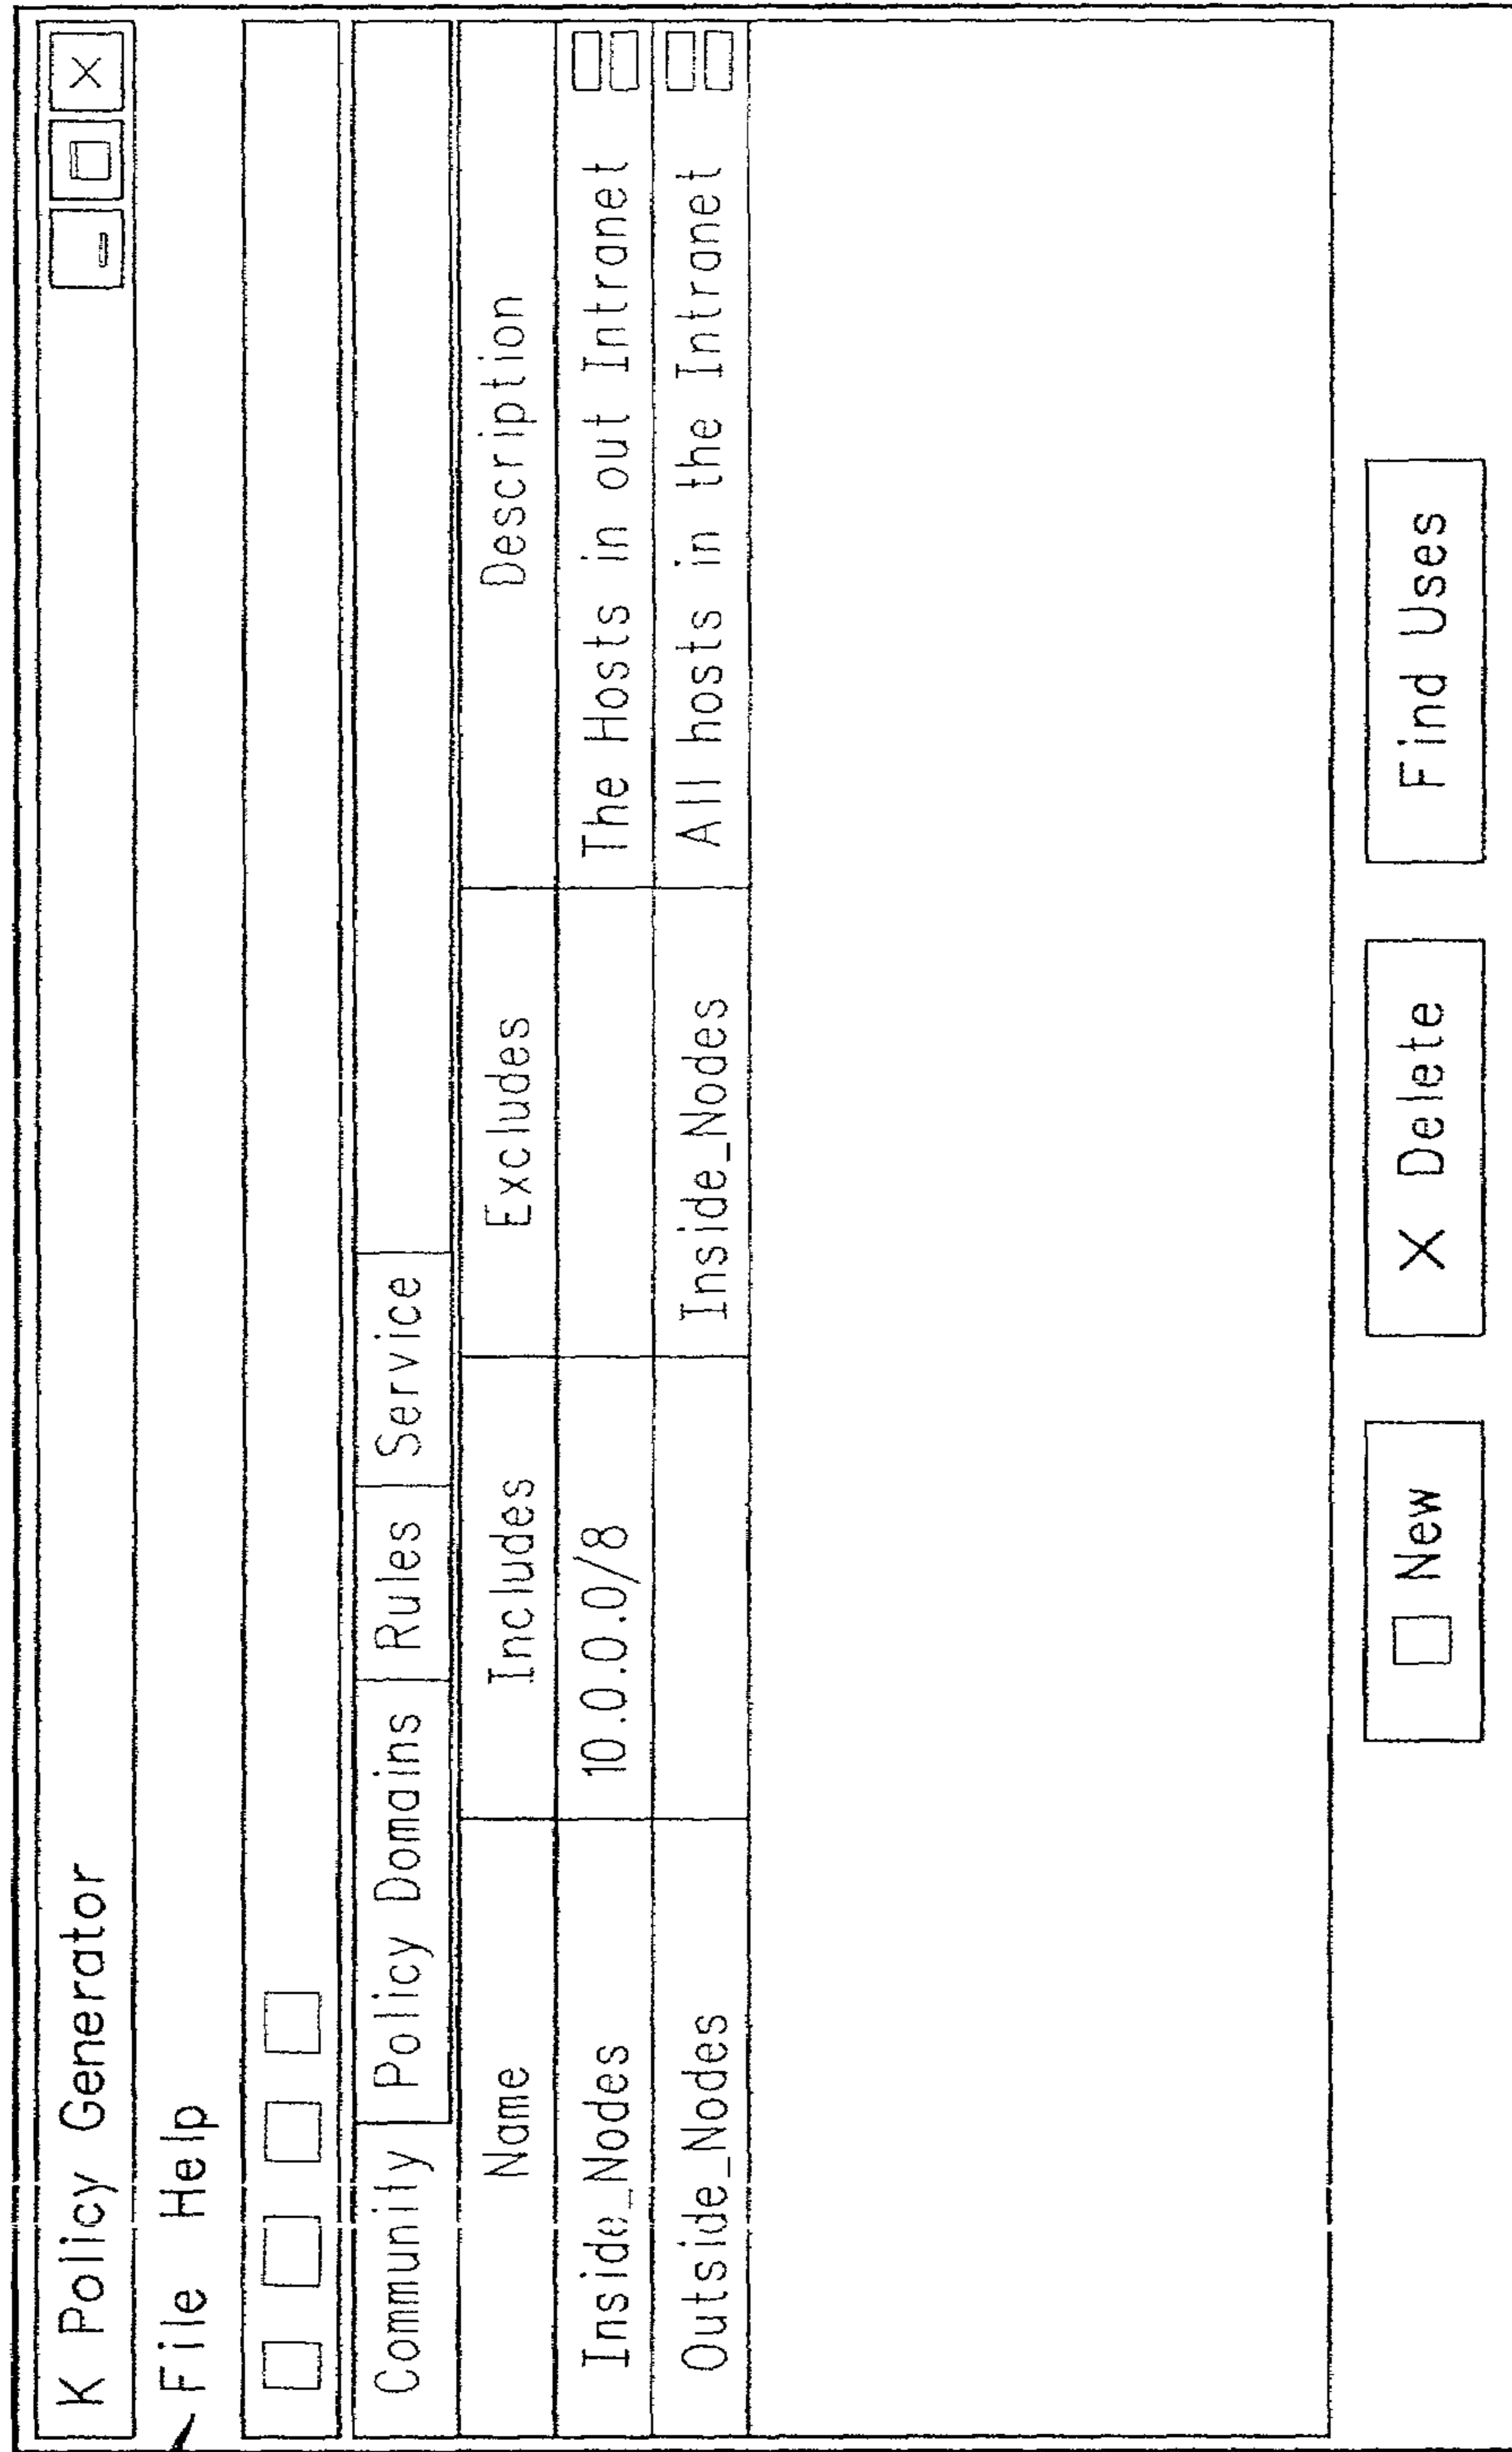 K Policy Generator
File Help
Community Policy Domains Rules Service
Name Includes Excludes Description
Inside_Nodes 10.0.0.0/8 The Hosts in out Intranet
Outside_Nodes Inside_Nodes All hosts in the Intranet
New X Delete Find Uses